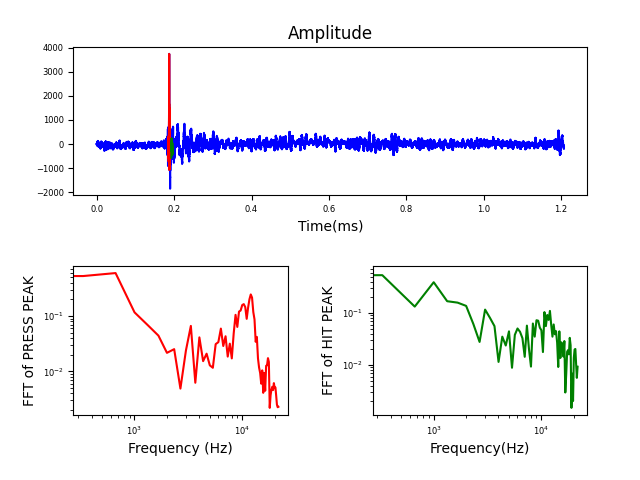 Amplitude
4000
3000
2000
1000
0
−1000
−2000
0.0 0.2 0.4 0.6 0.8 1.0 1.2
Time(ms)
FFT of PRESS PEAK
10⁻¹
10⁻²
10³ 10⁴
Frequency (Hz)
FFT of HIT PEAK
10⁻¹
10⁻²
10³ 10⁴
Frequency(Hz)